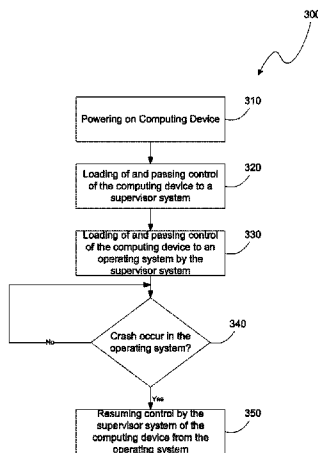 300
Powering on Computing Device
310
Loading of and passing control
of the computing device to a
supervisor system
320
Loading of and passing control
of the computing device to an
operating system by the
supervisor system
330
Crash occur in the
operating system?
340
No
Yes
Resuming control by the
supervisor system of the
computing device from the
operating system
350